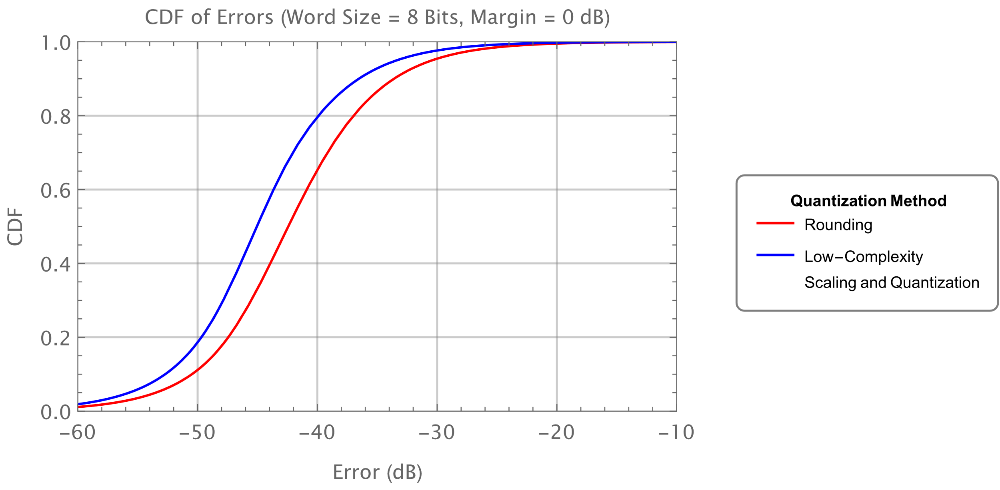 CDF of Errors (Word Size = 8 Bits, Margin = 0 dB)
1.0
0.8
0.6
0.4
0.2
0.0
CDF
−60 −50 −40 −30 −20 −10
Error (dB)
Quantization Method
Rounding
Low−Complexity
Scaling and Quantization